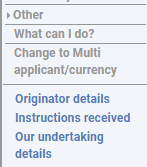 Other
What can I do?
Change to Multi
applicant/currency
Originator details
Instructions received
Our undertaking
details